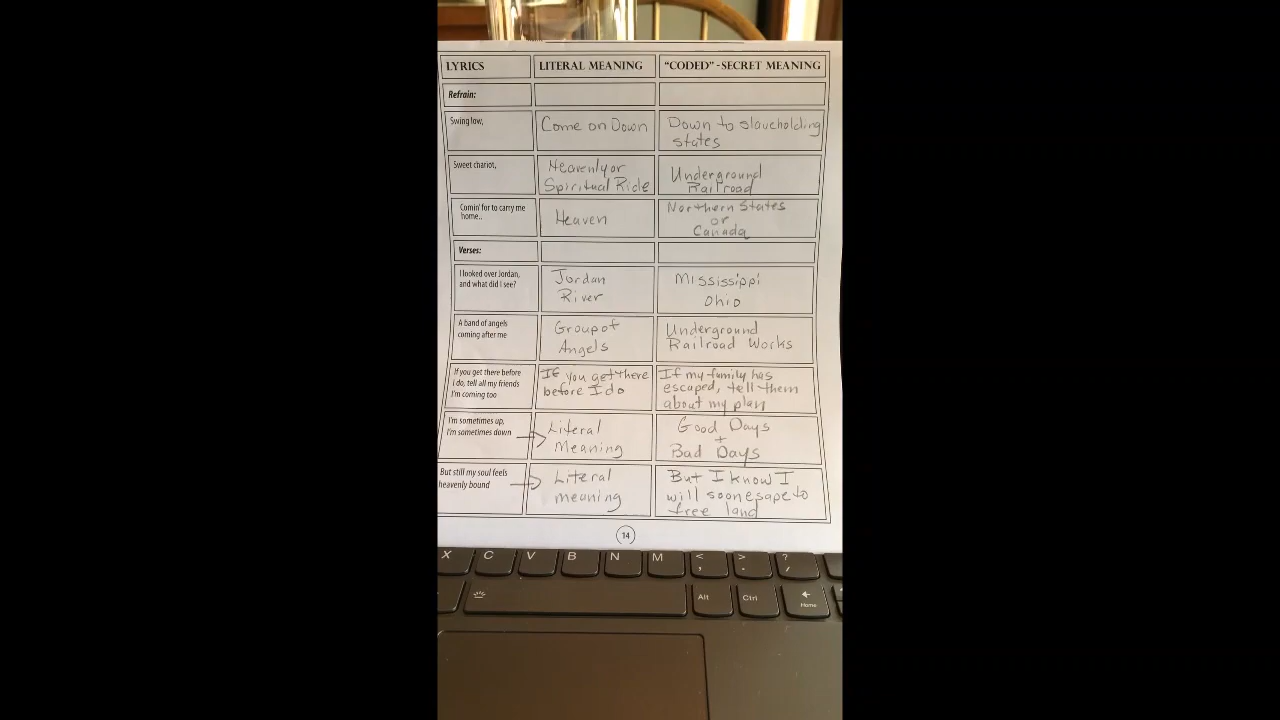 LYRICS LITERAL MEANING "CODED" - SECRET MEANING
Refrain:
Swing low, Come on Down Down to slaveholding
states
Sweet chariot, Heavenly or Underground
Spiritual Ride Railroad
Comin' for to carry me Heaven Northern States
home.. or
Canada
Verses:
I looked over Jordan, Jordan Mississippi
and what did I see? River Ohio
A band of angels Group of Underground
coming after me Angels Railroad Works
If you get there before If you get there If my family has
I do, tell all my friends before I do escaped, tell them
I'm coming too about my plan
I'm sometimes up, Literal Good Days
I'm sometimes down Meaning +
Bad Days
But still my soul feels Literal But I know I
heavenly bound meaning will soon esape to
free land
14
X C V B N M < > ?
, . /
Alt Ctrl Home